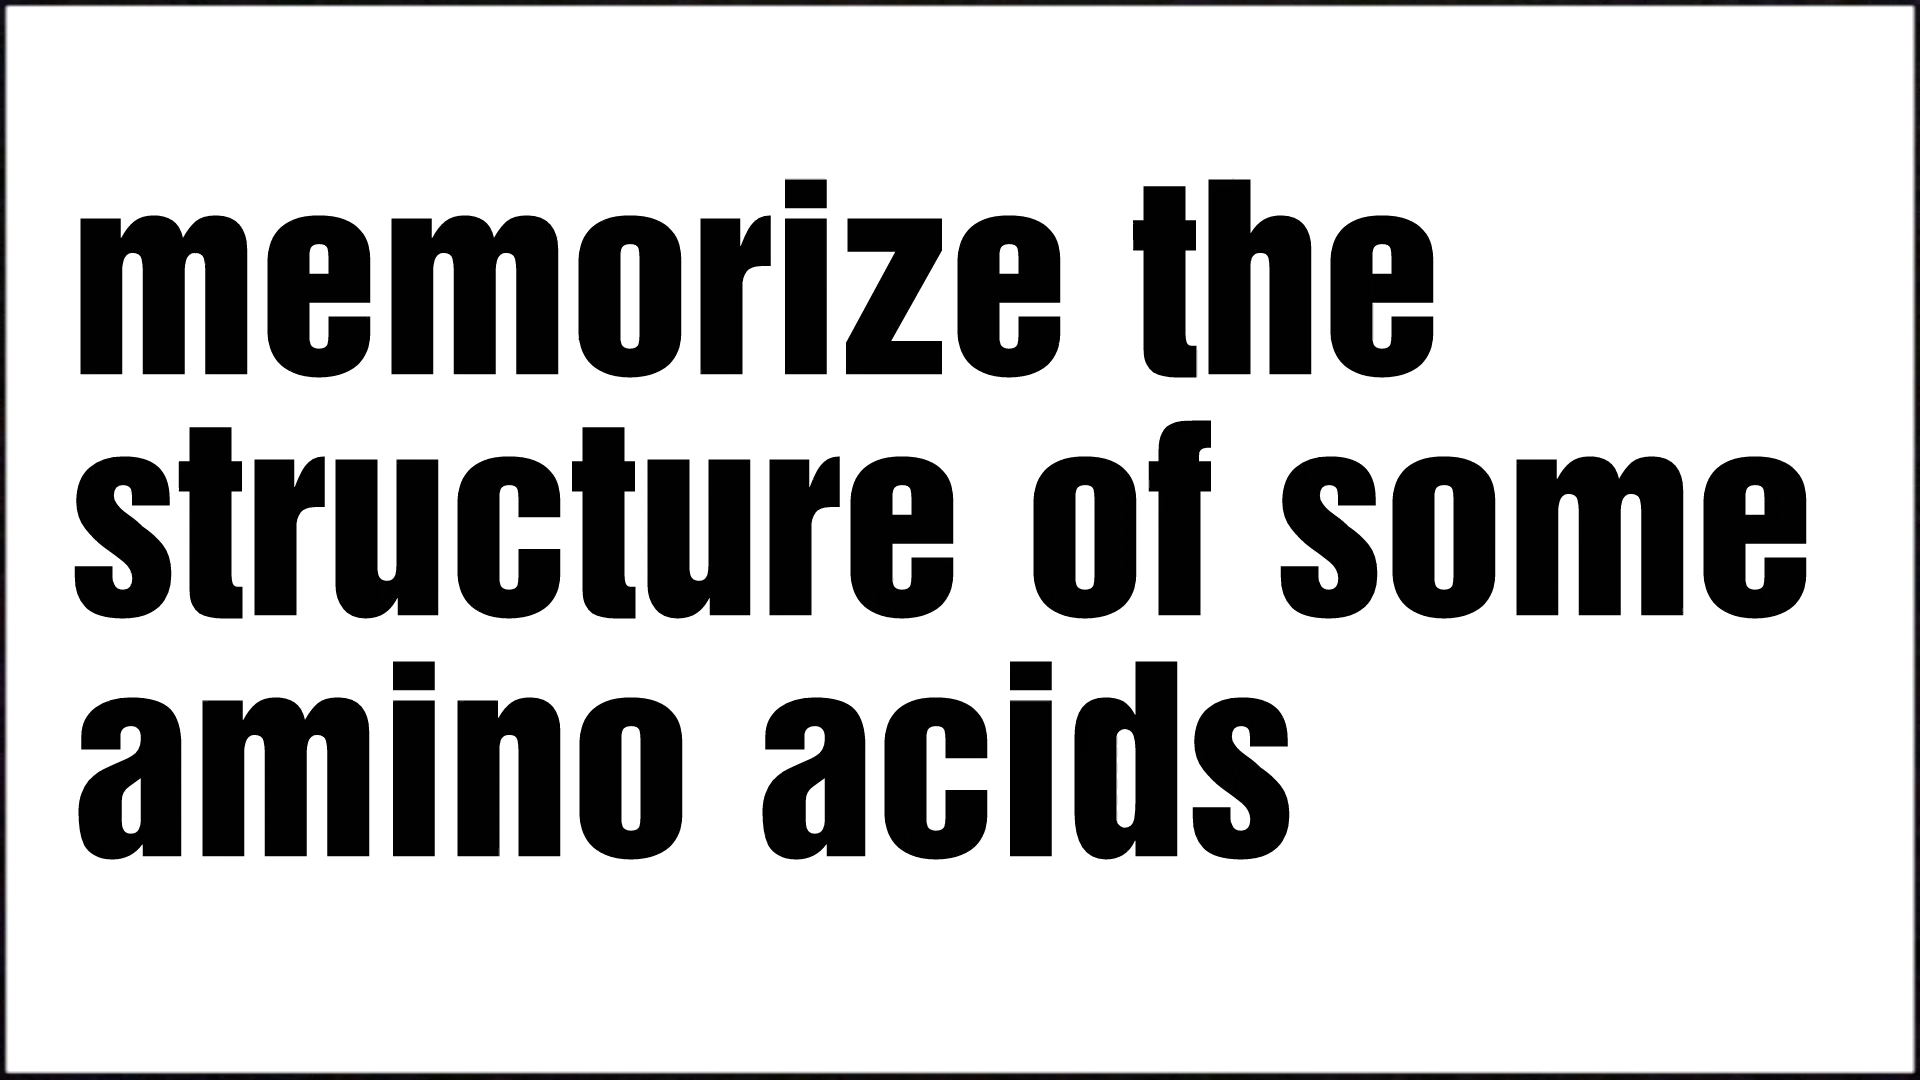 memorize the
structure of some
amino acids